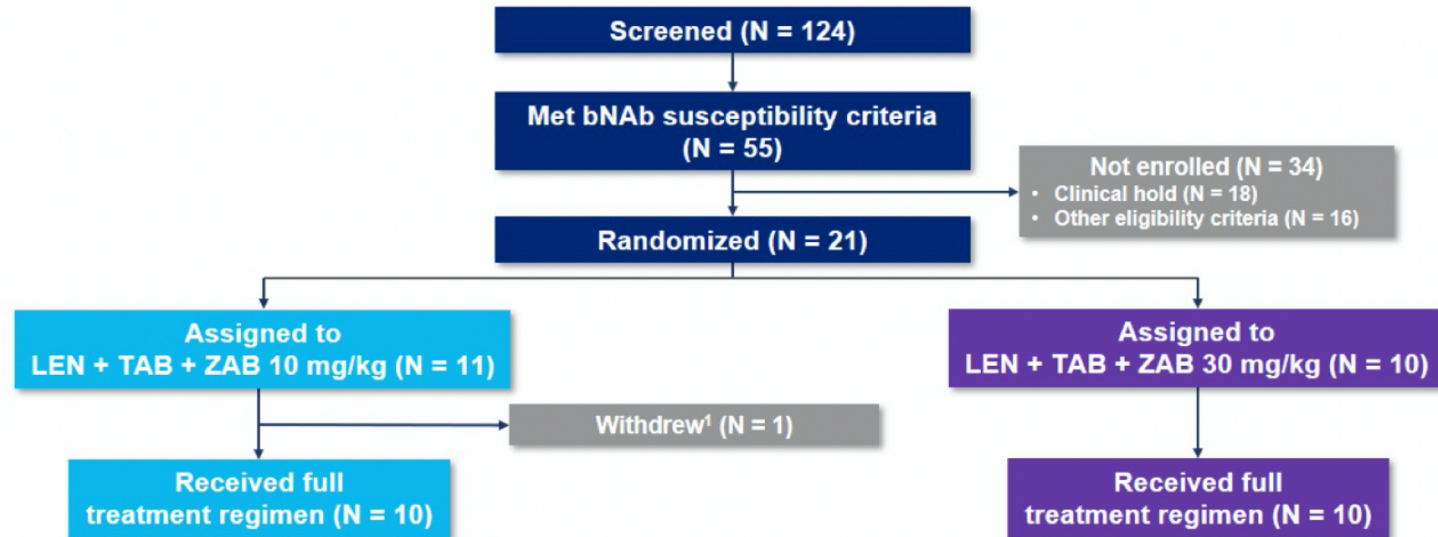 Screened (N = 124)
Met bNAb susceptibility criteria
(N = 55)
Not enrolled (N = 34)
• Clinical hold (N = 18)
• Other eligibility criteria (N = 16)
Randomized (N = 21)
Assigned to
LEN + TAB + ZAB 10 mg/kg (N = 11)
Assigned to
LEN + TAB + ZAB 30 mg/kg (N = 10)
Withdrew¹ (N = 1)
Received full
treatment regimen (N = 10)
Received full
treatment regimen (N = 10)